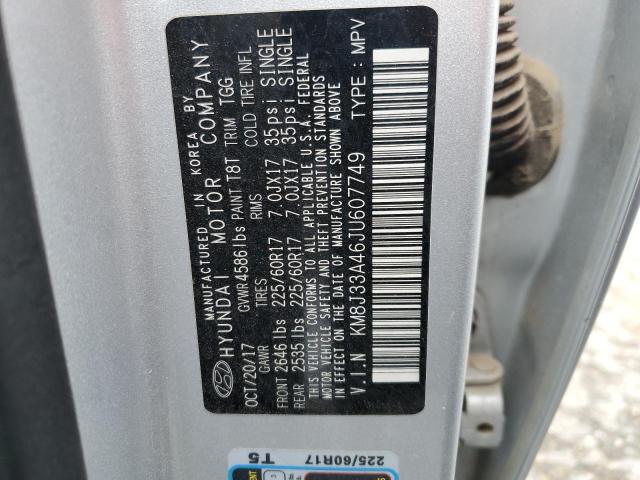 MANUFACTURED IN KOREA BY
HYUNDAI MOTOR COMPANY
OCT/20/17 GVWR 4586lbs PAINT T8T TRIM TGG
GAWR TIRES RIMS COLD TIRE INFL
FRONT 2646lbs 225/60R17 7.0JX17 35psi SINGLE
REAR 2535lbs 225/60R17 7.0JX17 35psi SINGLE
THIS VEHICLE CONFORMS TO ALL APPLICABLE U.S.A. FEDERAL
MOTOR VEHICLE SAFETY AND THEFT PREVENTION STANDARDS
IN EFFECT ON THE DATE OF MANUFACTURE SHOWN ABOVE
V.I.N KM8J33A46JU607749 TYPE : MPV
225/60R17
T5